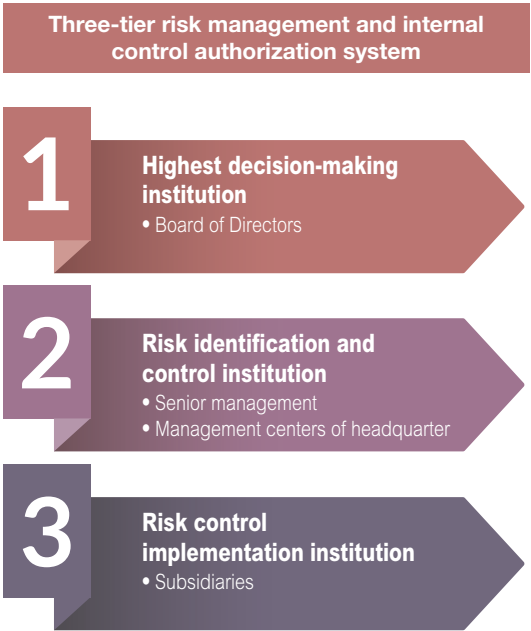 Three-tier risk management and internal
control authorization system
1
Highest decision-making
institution
• Board of Directors
2
Risk identification and
control institution
• Senior management
• Management centers of headquarter
3
Risk control
implementation institution
• Subsidiaries